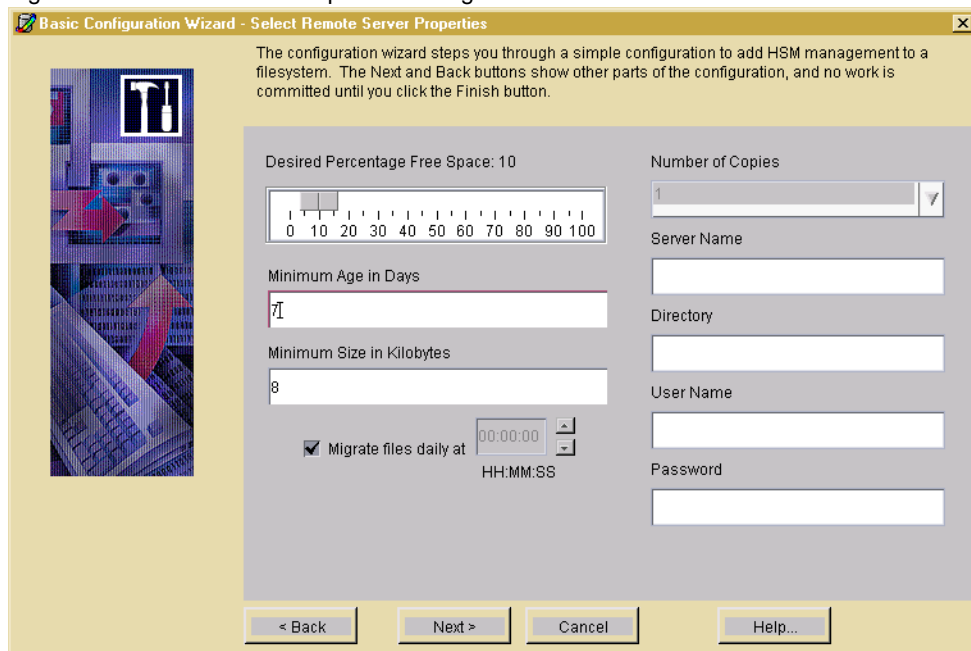 Basic Configuration Wizard - Select Remote Server Properties
The configuration wizard steps you through a simple configuration to add HSM management to a
filesystem. The Next and Back buttons show other parts of the configuration, and no work is
committed until you click the Finish button.
Desired Percentage Free Space: 10
0 10 20 30 40 50 60 70 80 90 100
Minimum Age in Days
7
Minimum Size in Kilobytes
8
Migrate files daily at 00:00:00
HH:MM:SS
Number of Copies
1
Server Name
Directory
User Name
Password
< Back
Next >
Cancel
Help...